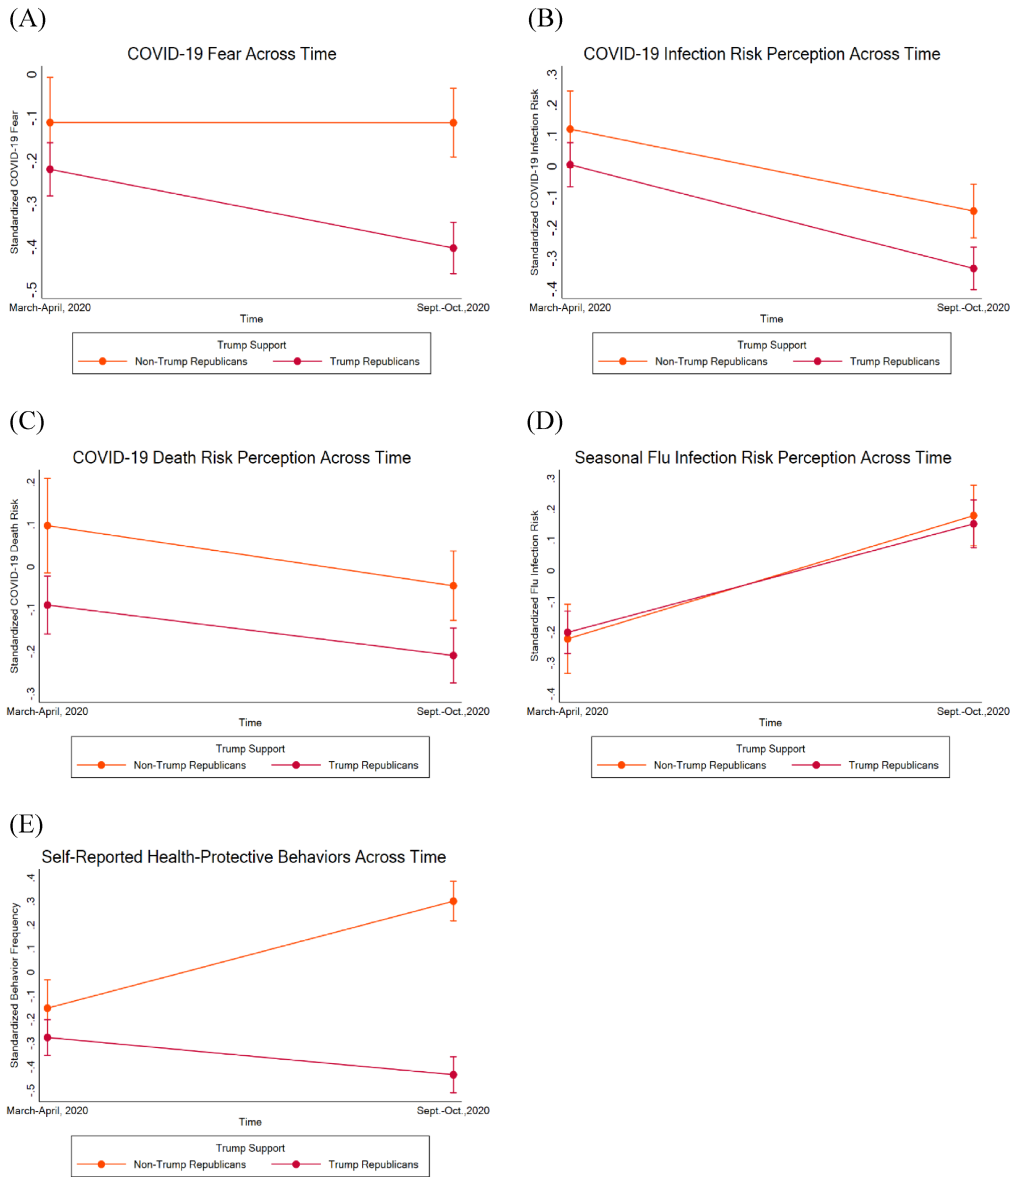 (A)
COVID-19 Fear Across Time
Standardized COVID-19 Fear
0
-.1
-.2
-.3
-.4
-.5
March-April, 2020
Sept.-Oct.,2020
Time
Trump Support
Non-Trump Republicans
Trump Republicans
(B)
COVID-19 Infection Risk Perception Across Time
Standardized COVID-19 Infection Risk
.3
.2
.1
0
-.1
-.2
-.3
-.4
March-April, 2020
Sept.-Oct.,2020
Time
Trump Support
Non-Trump Republicans
Trump Republicans
(C)
COVID-19 Death Risk Perception Across Time
Standardized COVID-19 Death Risk
.2
.1
0
-.1
-.2
-.3
March-April, 2020
Sept.-Oct.,2020
Time
Trump Support
Non-Trump Republicans
Trump Republicans
(D)
Seasonal Flu Infection Risk Perception Across Time
Standardized Flu Infection Risk
.3
.2
.1
0
-.1
-.2
-.3
-.4
March-April, 2020
Sept.-Oct.,2020
Time
Trump Support
Non-Trump Republicans
Trump Republicans
(E)
Self-Reported Health-Protective Behaviors Across Time
Standardized Behavior Frequency
.4
.3
.2
.1
0
-.1
-.2
-.3
-.4
-.5
March-April, 2020
Sept.-Oct.,2020
Time
Trump Support
Non-Trump Republicans
Trump Republicans